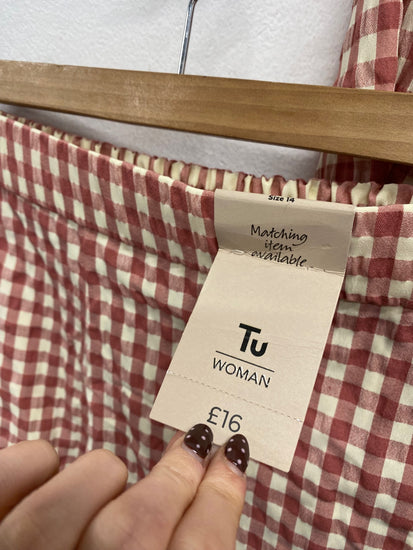 Size 14
Matching
item
available
Tu
WOMAN
£16